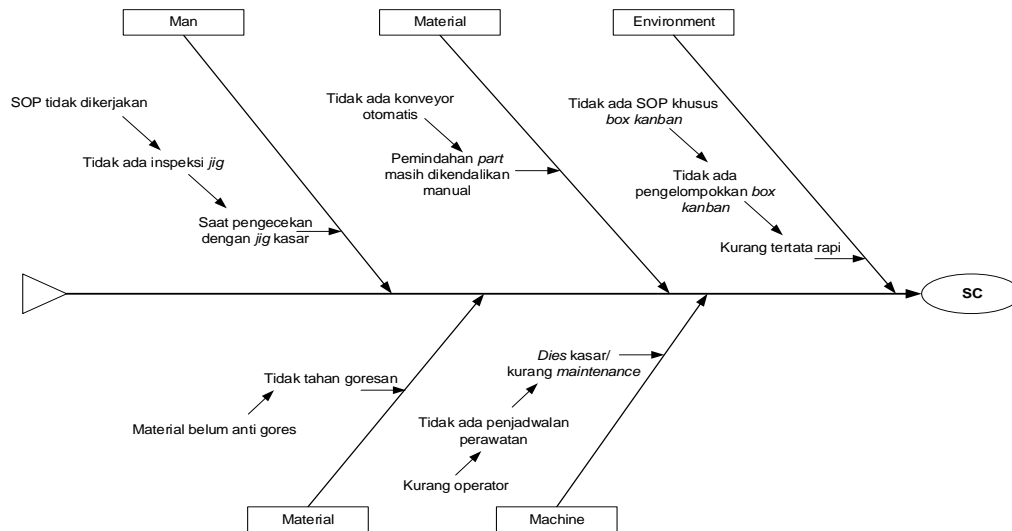 Man
Material
Environment
SOP tidak dikerjakan
Tidak ada inspeksi jig
Saat pengecekan
dengan jig kasar
Tidak ada konveyor
otomatis
Pemindahan part
masih dikendalikan
manual
Tidak ada SOP khusus
box kanban
Tidak ada
pengelompokkan box
kanban
Kurang tertata rapi
SC
Tidak tahan goresan
Material belum anti gores
Dies kasar/
kurang maintenance
Tidak ada penjadwalan
perawatan
Kurang operator
Material
Machine